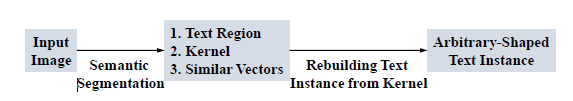 Input
Image
Semantic
Segmentation
1. Text Region
2. Kernel
3. Similar Vectors
Rebuilding Text
Instance from Kernel
Arbitrary-Shaped
Text Instance